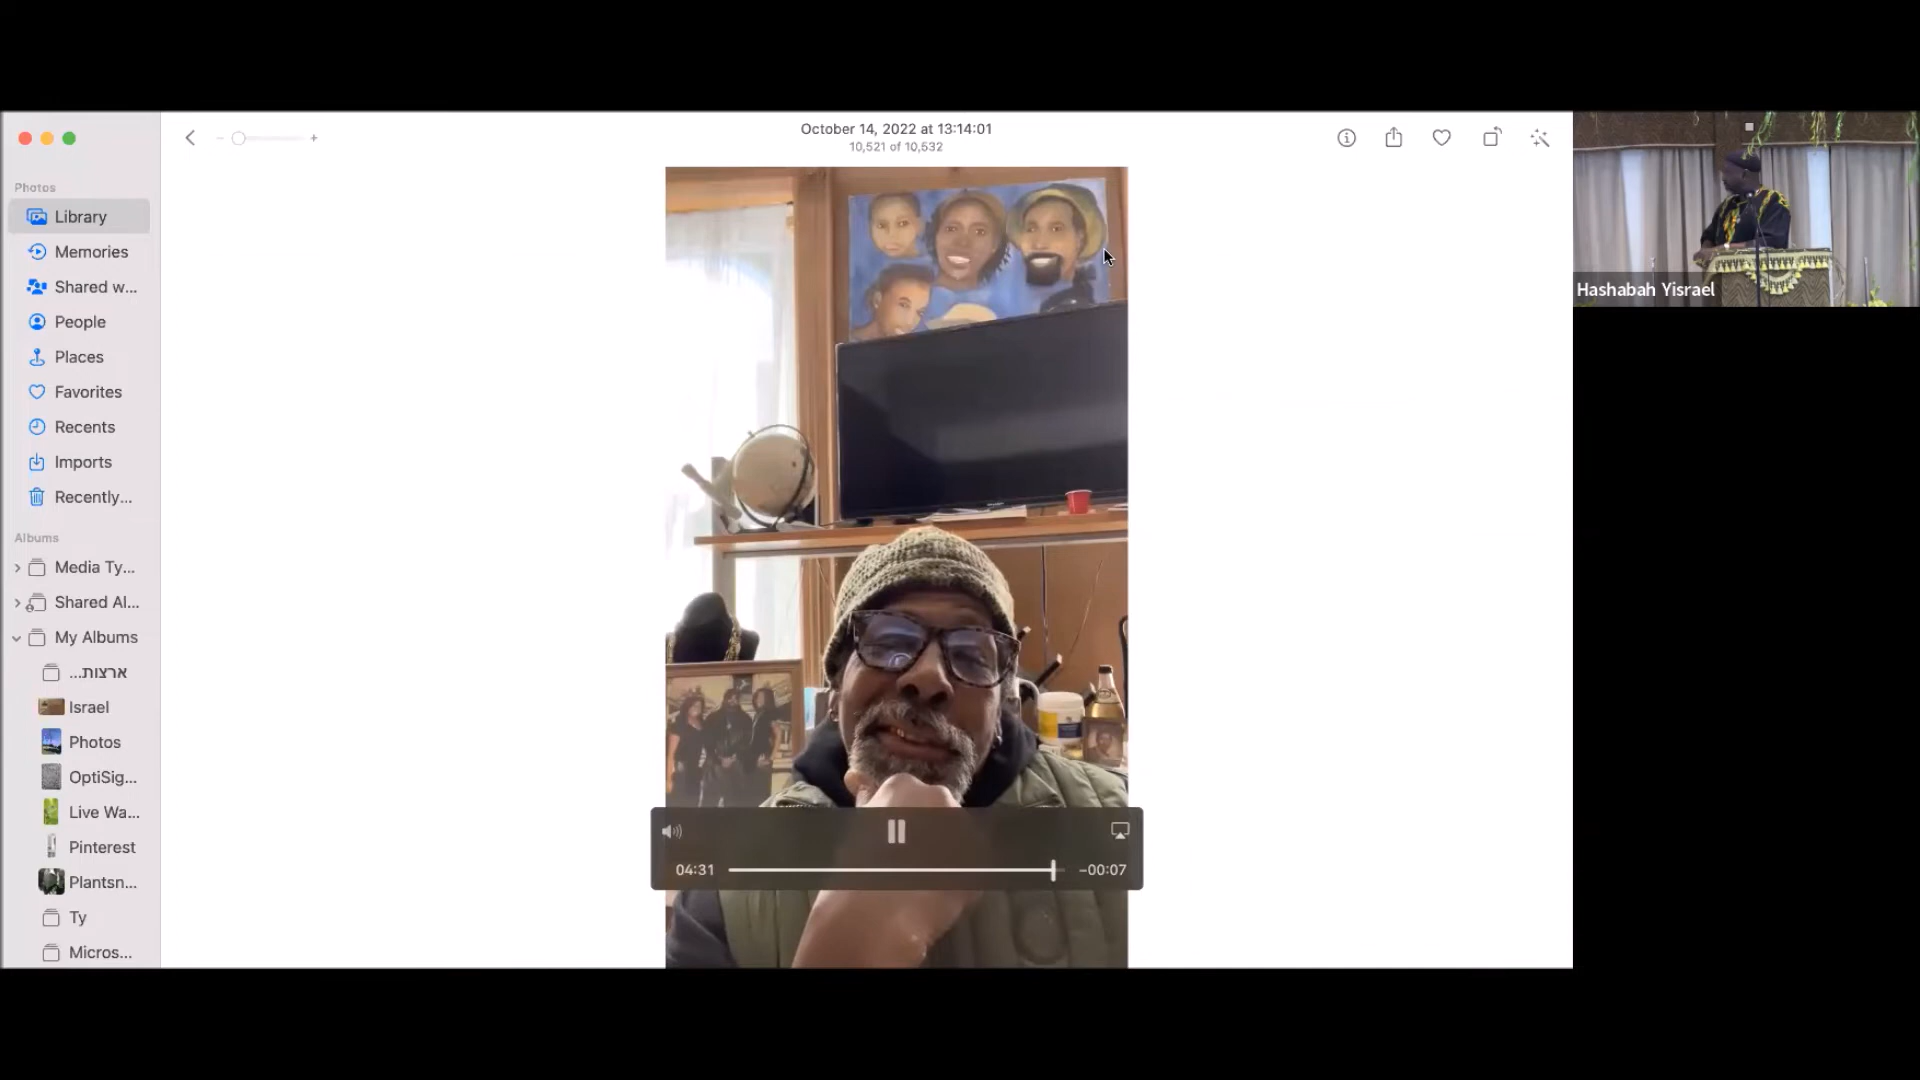 October 14, 2022 at 13:14:01
10,521 of 10,532
Photos
Library
Memories
Shared w...
People
Places
Favorites
Recents
Imports
Recently...
Albums
Media Ty...
Shared Al...
My Albums
ארצות...
Israel
Photos
OptiSig...
Live Wa...
Pinterest
Plantsn...
Ty
Micros...
04:31
-00:07
Hashabah Yisrael